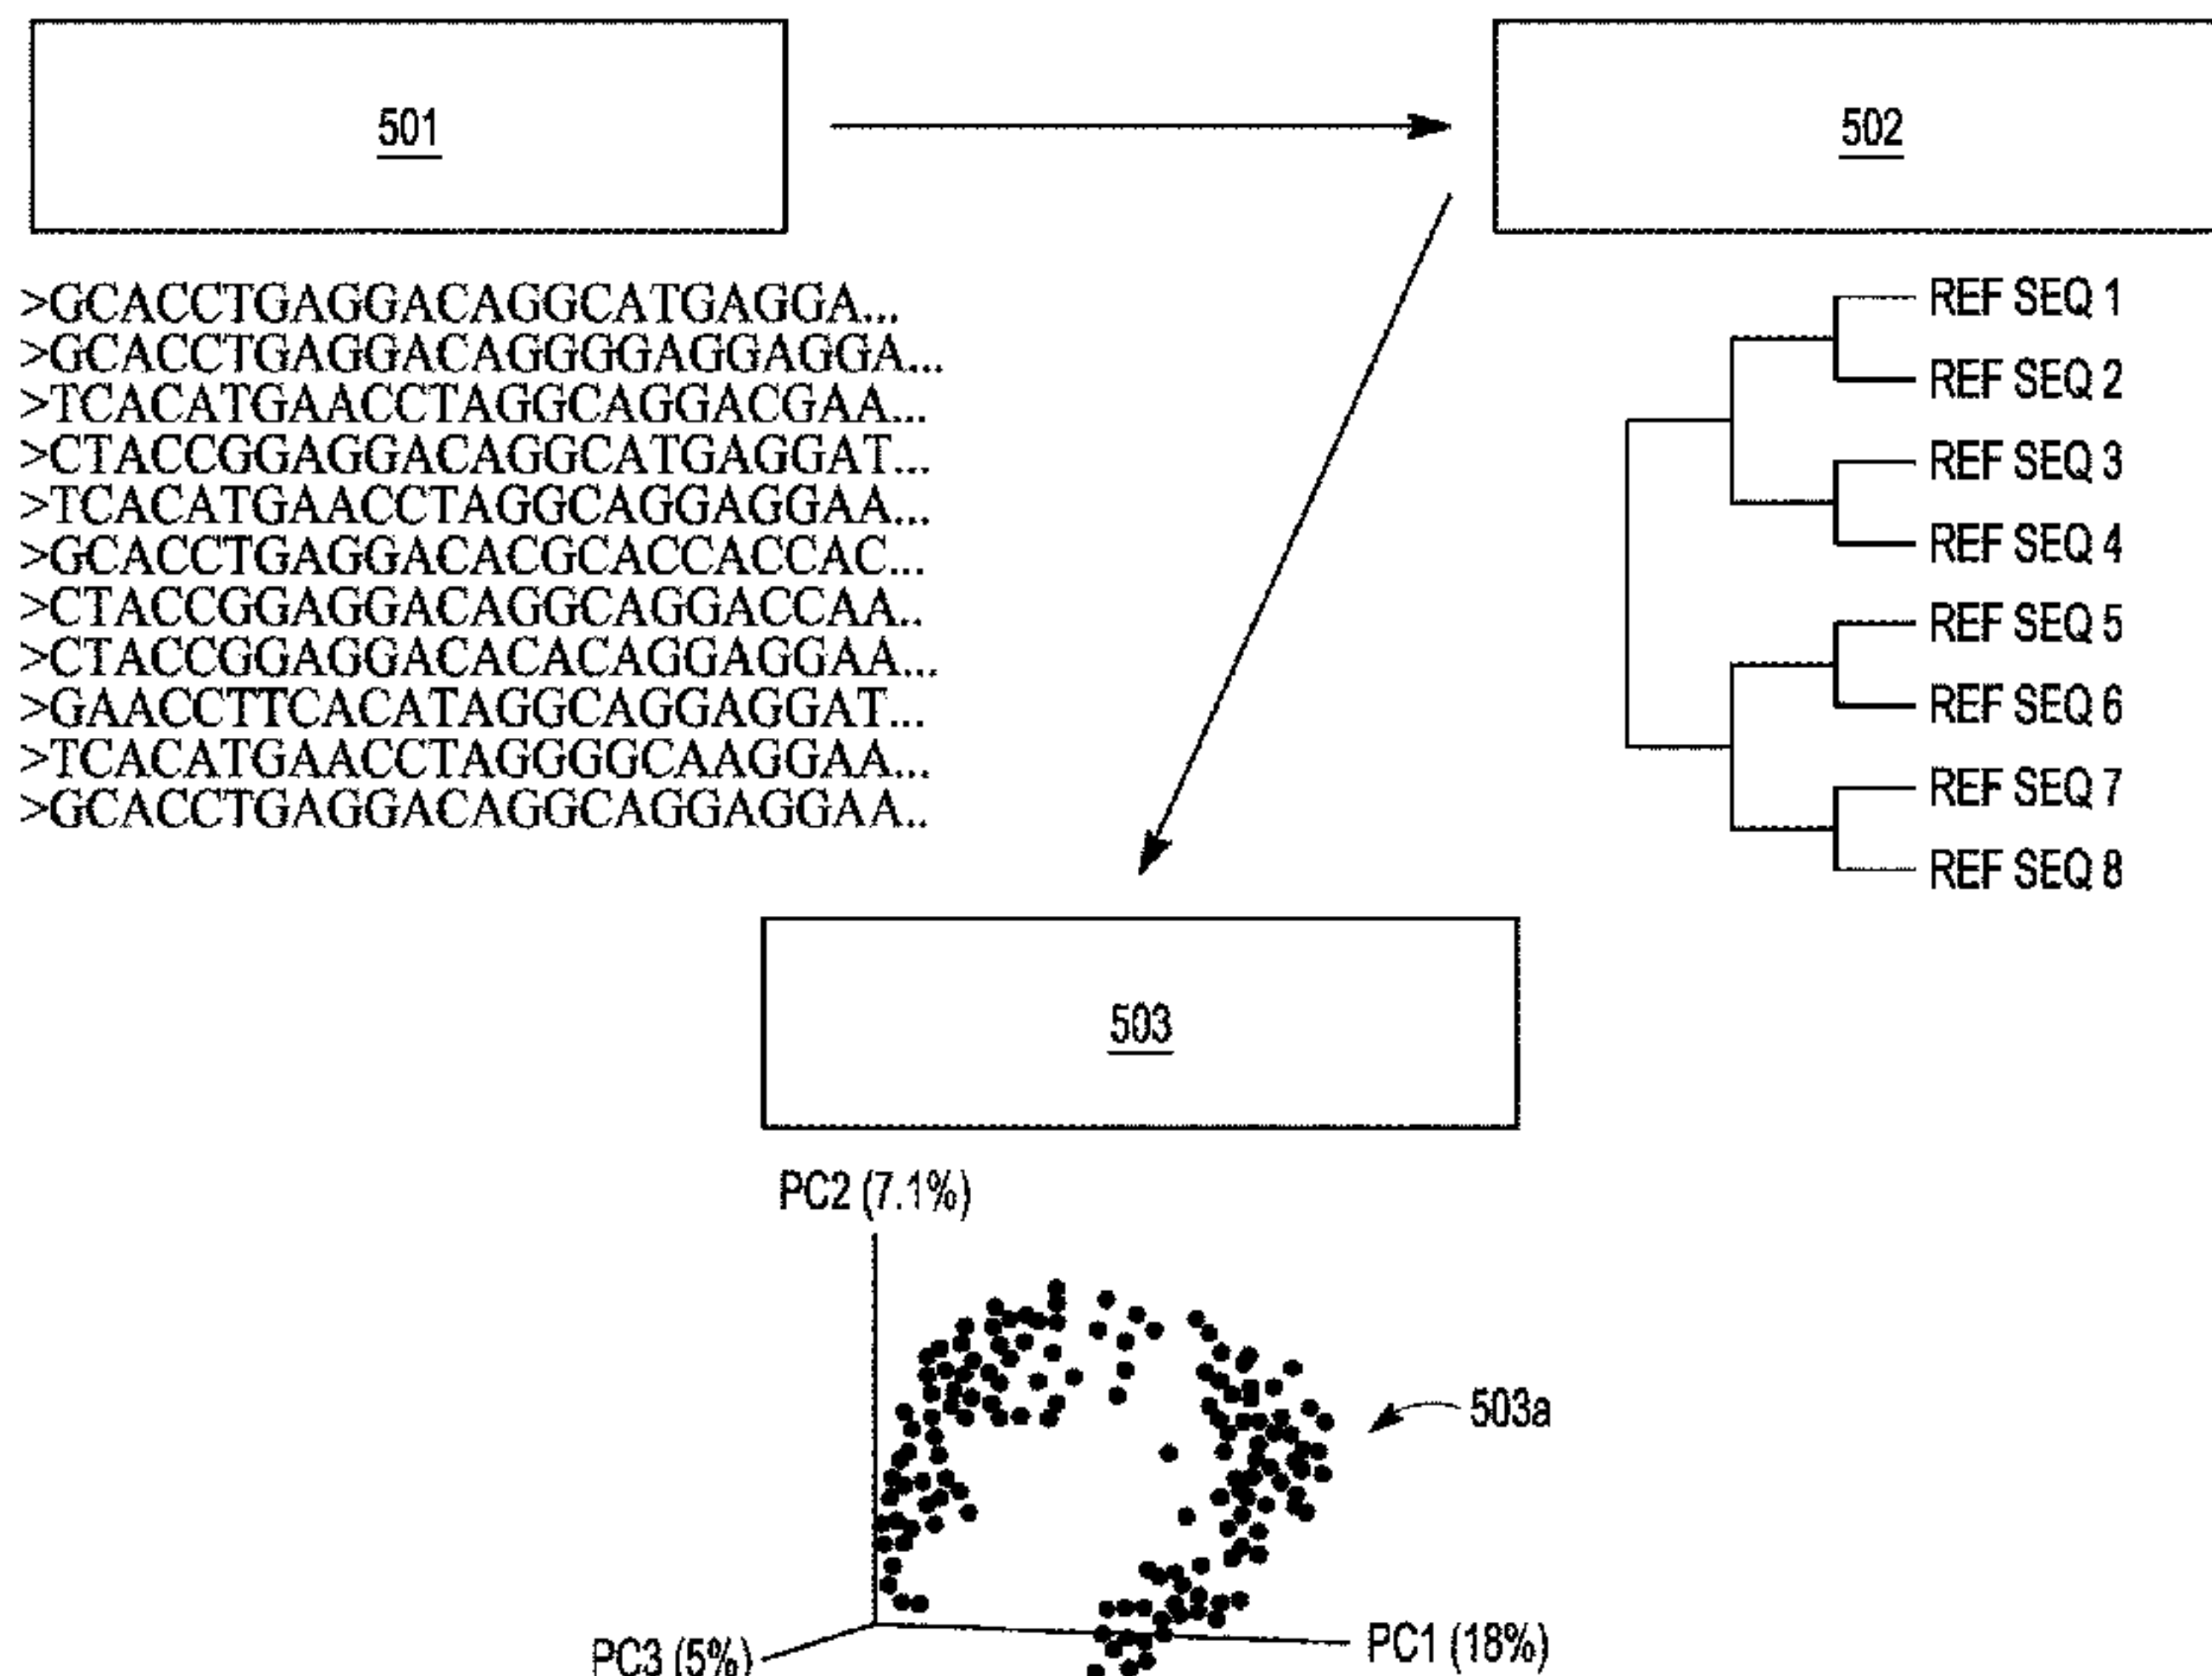 501
502
>GCACCTGAGGACAGGCATGAGGA...
>GCACCTGAGGACAGGGGAGGAGGA...
>TCACATGAACCTAGGCAGGACGAA...
>CTACCGGAGGACAGGCATGAGGAT...
>TCACATGAACCTAGGCAGGAGGAA...
>GCACCTGAGGACACGCACCACCAC...
>CTACCGGAGGACAGGCAGGACCAA..
>CTACCGGAGGACACACAGGAGGAA...
>GAACCTTCACATAGGCAGGAGGAT...
>TCACATGAACCTAGGGGCAAGGAA...
>GCACCTGAGGACAGGCAGGAGGAA..
REF SEQ 1
REF SEQ 2
REF SEQ 3
REF SEQ 4
REF SEQ 5
REF SEQ 6
REF SEQ 7
REF SEQ 8
503
PC2 (7.1%)
503a
PC3 (5%)
PC1 (18%)